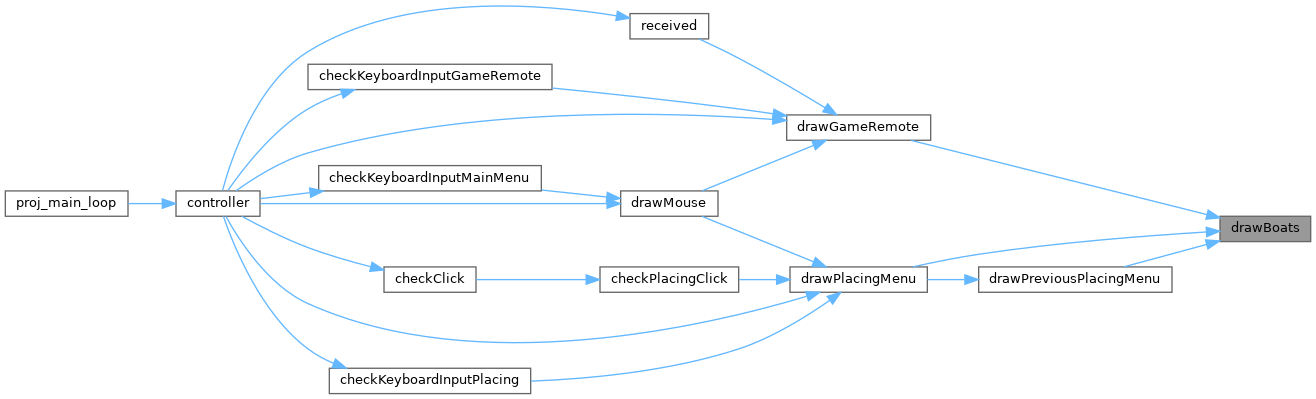 received
checkKeyboardInputGameRemote
drawGameRemote
checkKeyboardInputMainMenu
proj_main_loop
controller
drawMouse
drawBoats
checkClick
checkPlacingClick
drawPlacingMenu
drawPreviousPlacingMenu
checkKeyboardInputPlacing